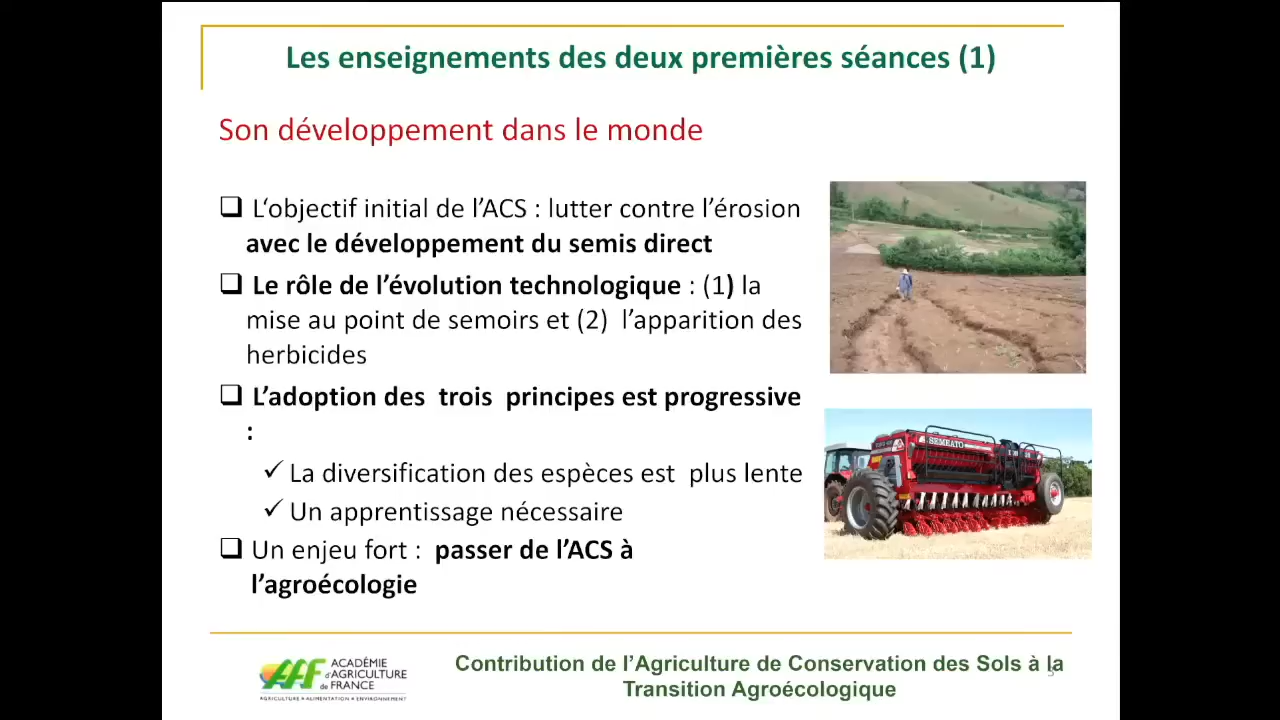 Les enseignements des deux premières séances (1)
Son développement dans le monde
❑ L‘objectif initial de l’ACS : lutter contre l’érosion
avec le développement du semis direct
❑ Le rôle de l’évolution technologique : (1) la
mise au point de semoirs et (2) l’apparition des
herbicides
❑ L’adoption des trois principes est progressive
:
✓ La diversification des espèces est plus lente
✓ Un apprentissage nécessaire
❑ Un enjeu fort : passer de l’ACS à
l’agroécologie
SEMEATO
AAF
ACADÉMIE
d'AGRICULTURE
de FRANCE
AGRICULTURE • ALIMENTATION • ENVIRONNEMENT
Contribution de l’Agriculture de Conservation des Sols à la
Transition Agroécologique